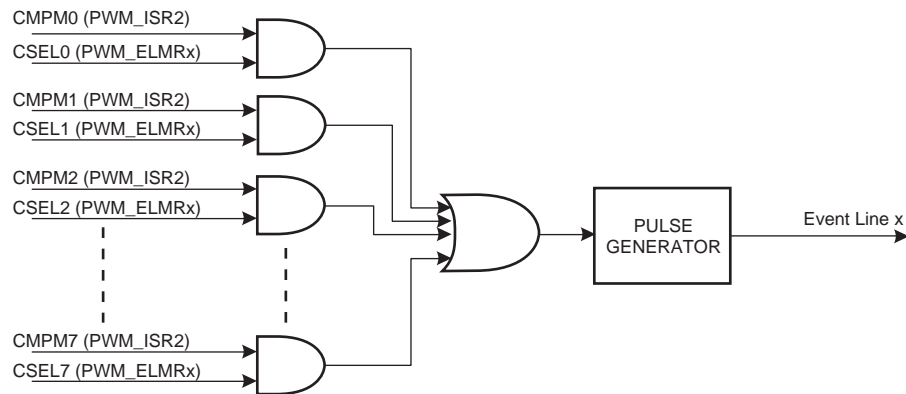 CMPM0 (PWM_ISR2)
CSEL0 (PWM_ELMRx)
CMPM1 (PWM_ISR2)
CSEL1 (PWM_ELMRx)
CMPM2 (PWM_ISR2)
CSEL2 (PWM_ELMRx)
PULSE
GENERATOR
Event Line x
CMPM7 (PWM_ISR2)
CSEL7 (PWM_ELMRx)